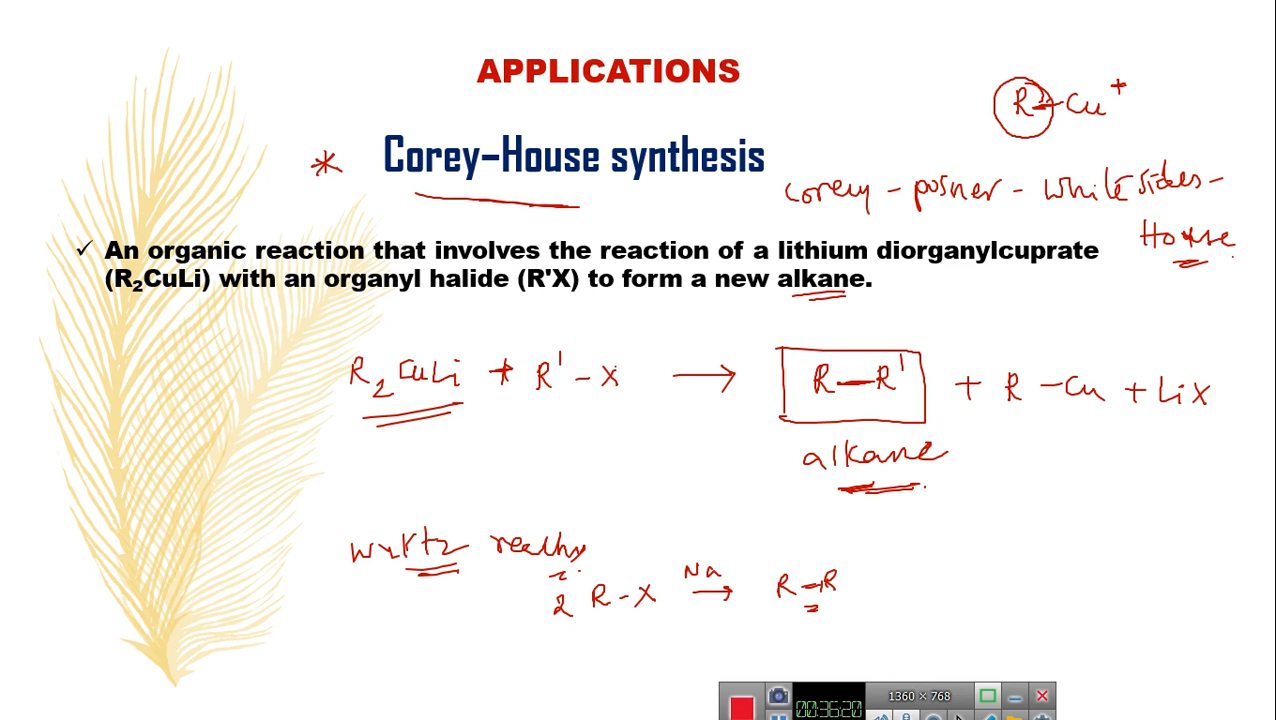 APPLICATIONS
R–Cu⁺
* Corey–House synthesis
corey - posner - whitesides -
House
✓ An organic reaction that involves the reaction of a lithium diorganylcuprate
(R₂CuLi) with an organyl halide (R'X) to form a new alkane.
R₂CuLi + R' – X → R – R' + R – Cu + LiX
alkane
wurtz
2 R – X Na → R – R
1360 × 768
00:36:20